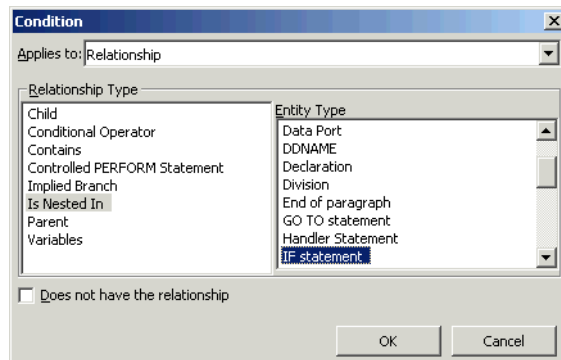 Condition
Applies to: Relationship
Relationship Type
Child
Conditional Operator
Contains
Controlled PERFORM Statement
Implied Branch
Is Nested In
Parent
Variables
Entity Type
Data Port
DDNAME
Declaration
Division
End of paragraph
GO TO statement
Handler Statement
IF statement
Does not have the relationship
OK Cancel